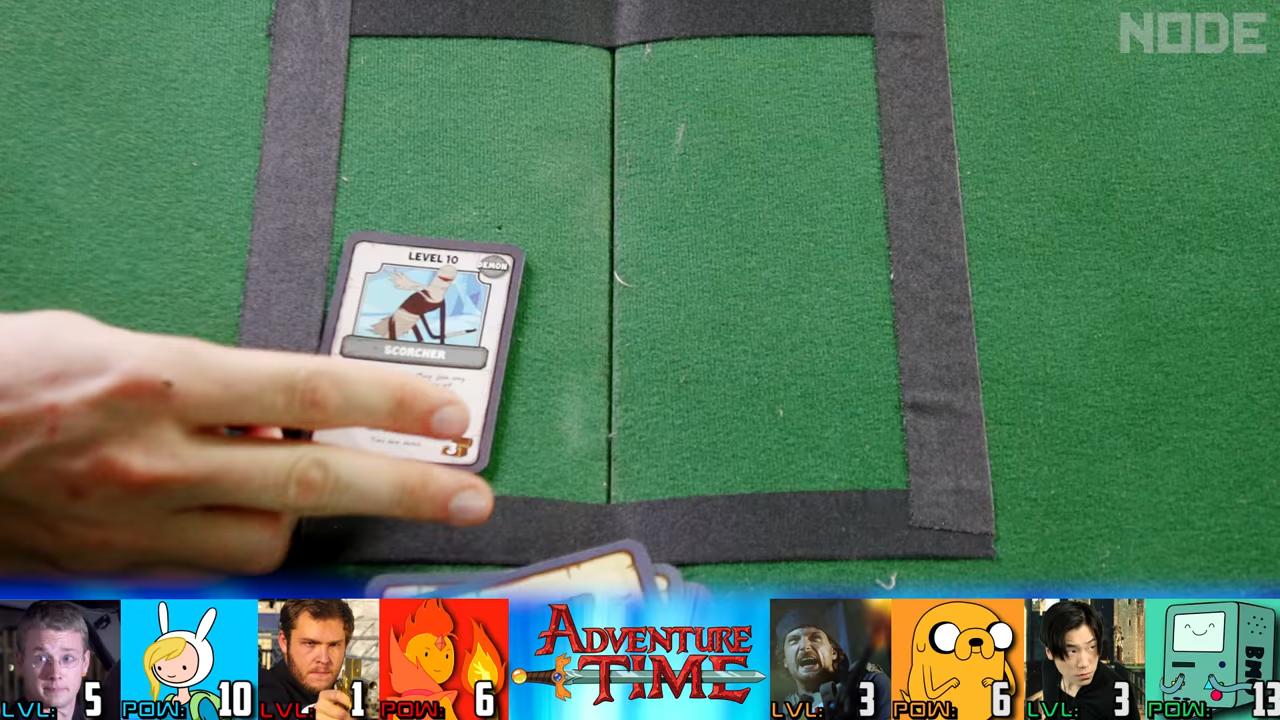 NODE
LEVEL 10
DEMON
SCORCHER
3
ADVENTURE
TIME
LVL: 5
POW: 10
LVL: 1
POW: 6
LVL: 3
POW: 6
LVL: 3
POW: 13